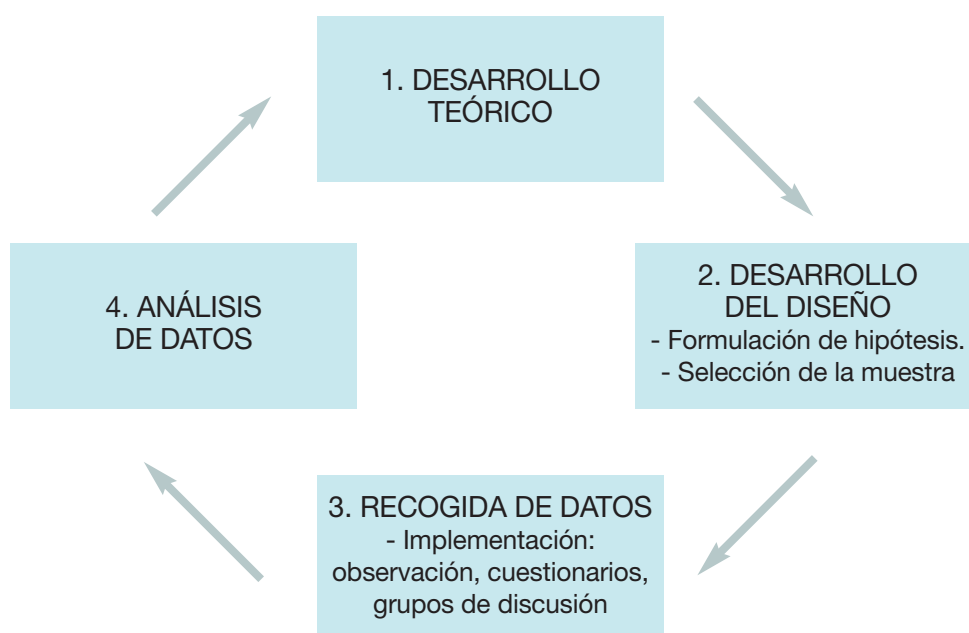 1. DESARROLLO
TEÓRICO
2. DESARROLLO
DEL DISEÑO
- Formulación de hipótesis.
- Selección de la muestra
3. RECOGIDA DE DATOS
- Implementación:
observación, cuestionarios,
grupos de discusión
4. ANÁLISIS
DE DATOS